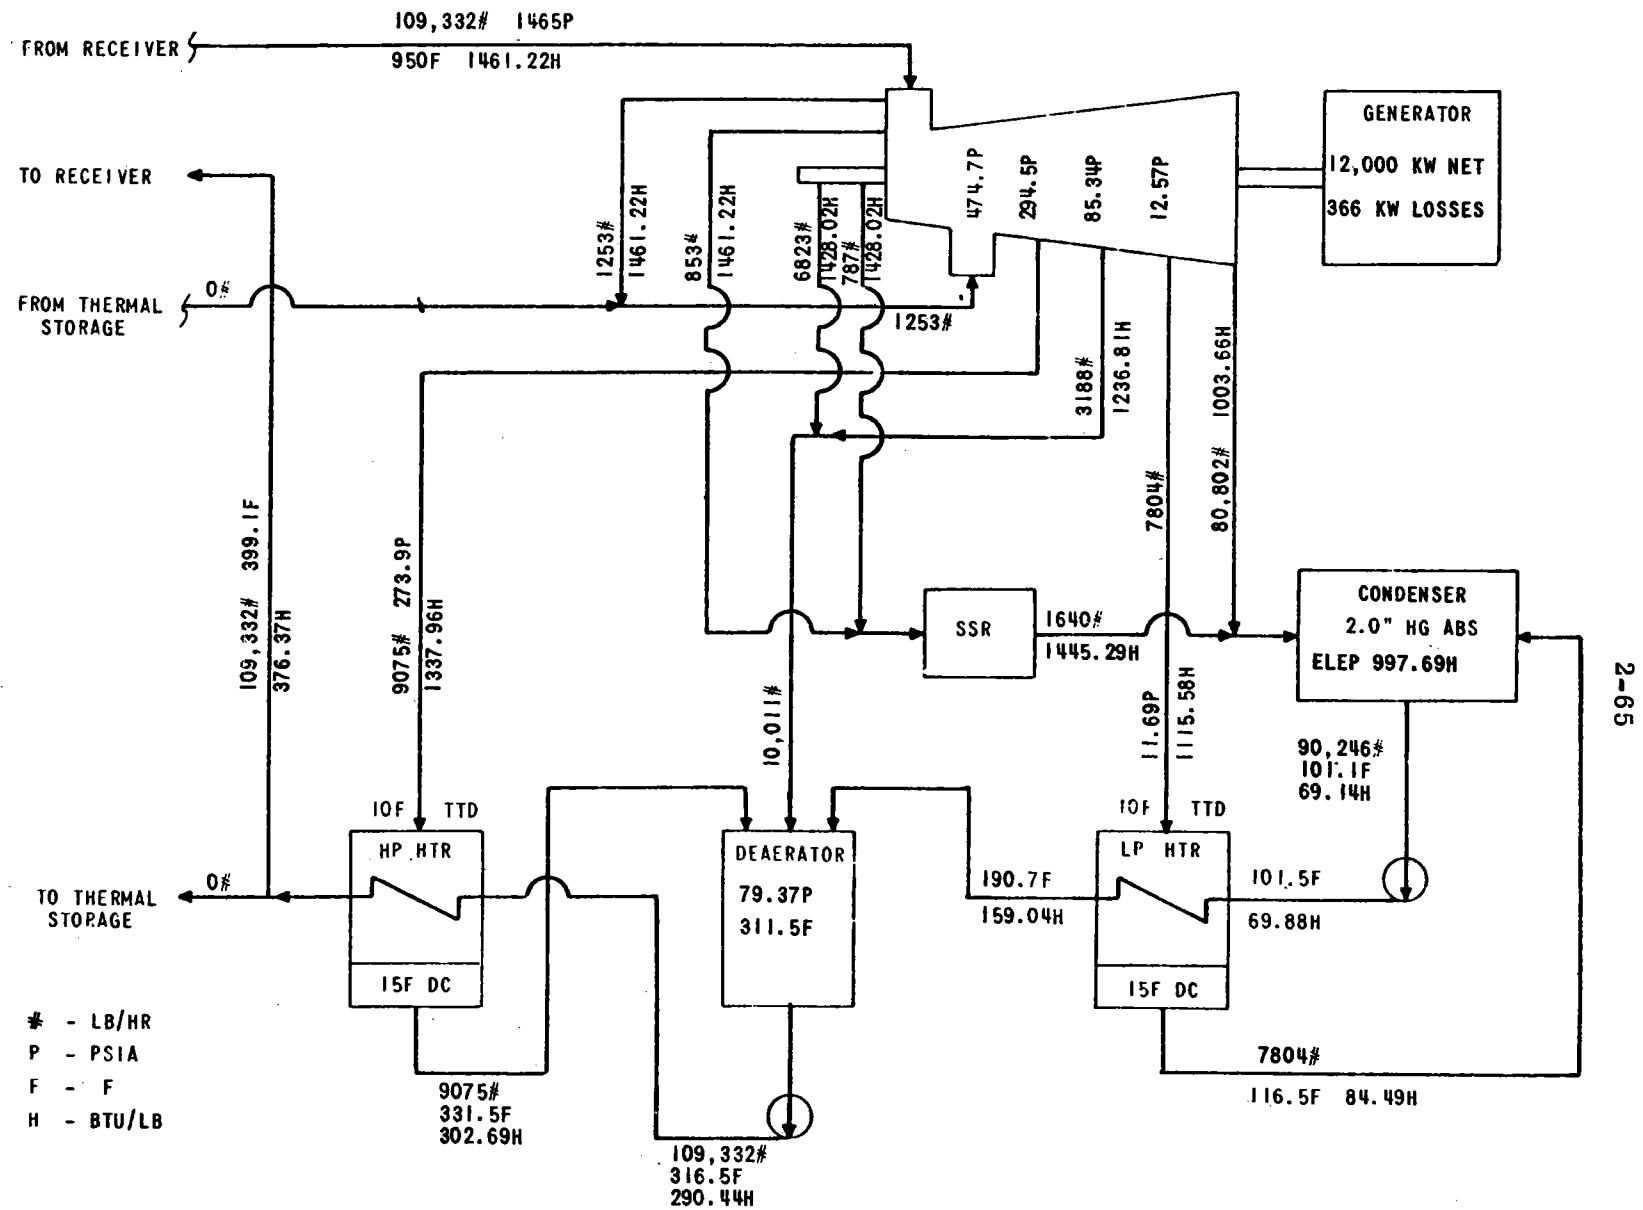 109,332# 1465P
FROM RECEIVER
950F 1461.22H
GENERATOR
12,000 KW NET
366 KW LOSSES
TO RECEIVER
474.7P
294.5P
85.34P
12.57P
1253#
1461.22H
853#
1461.22H
6823#
1428.02H
787#
1428.02H
0#
FROM THERMAL
STORAGE
1253#
3188#
1236.81H
7804#
80,802# 1003.66H
109,332# 399.1F
376.37H
9075# 273.9P
1337.96H
SSR
1640#
1445.29H
CONDENSER
2.0" HG ABS
ELEP 997.69H
2-65
10,011#
11.69P
1115.58H
90,246#
101.1F
69.14H
10F TTD
HP HTR
15F DC
DEAERATOR
79.37P
311.5F
10F TTD
LP HTR
15F DC
190.7F
159.04H
101.5F
69.88H
0#
TO THERMAL
STORAGE
# - LB/HR
P - PSIA
F - F
H - BTU/LB
9075#
331.5F
302.69H
109,332#
316.5F
290.44H
7804#
116.5F 84.49H